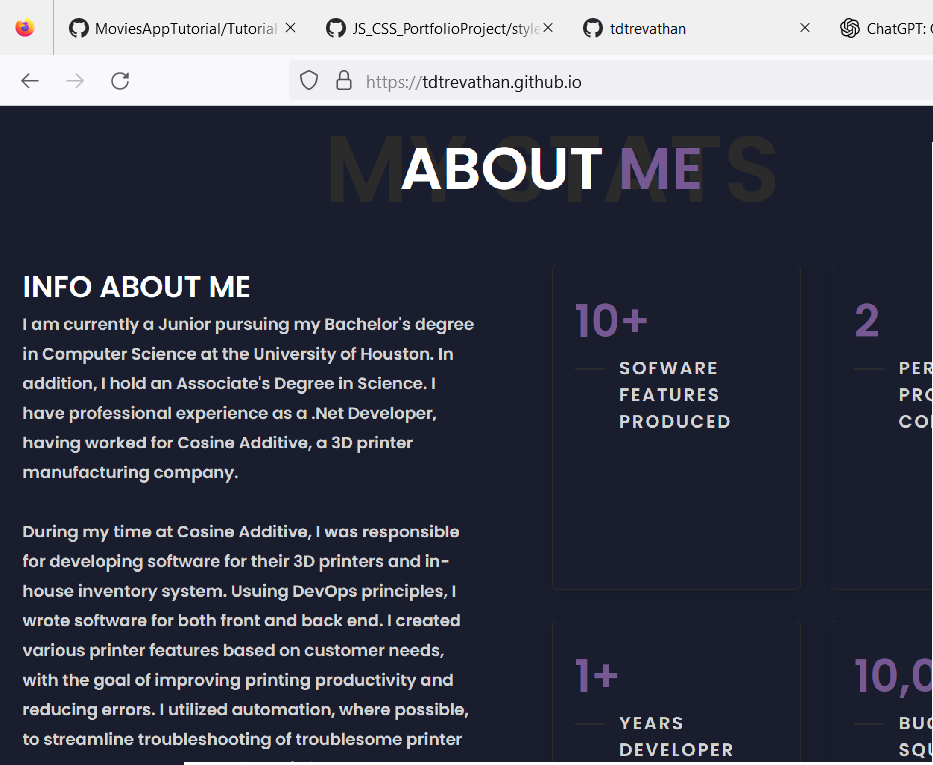 MoviesAppTutorial/Tutorial
JS_CSS_PortfolioProject/style
tdtrevathan
ChatGPT:
https://tdtrevathan.github.io
MY STATS
ABOUT ME
INFO ABOUT ME
I am currently a Junior pursuing my Bachelor's degree
in Computer Science at the University of Houston. In
addition, I hold an Associate's Degree in Science. I
have professional experience as a .Net Developer,
having worked for Cosine Additive, a 3D printer
manufacturing company.
During my time at Cosine Additive, I was responsible
for developing software for their 3D printers and in-
house inventory system. Usuing DevOps principles, I
wrote software for both front and back end. I created
various printer features based on customer needs,
with the goal of improving printing productivity and
reducing errors. I utilized automation, where possible,
to streamline troubleshooting of troublesome printer
10+
SOFWARE
FEATURES
PRODUCED
2
PER
PRO
CO
1+
YEARS
DEVELOPER
10,0
BUG
SQU